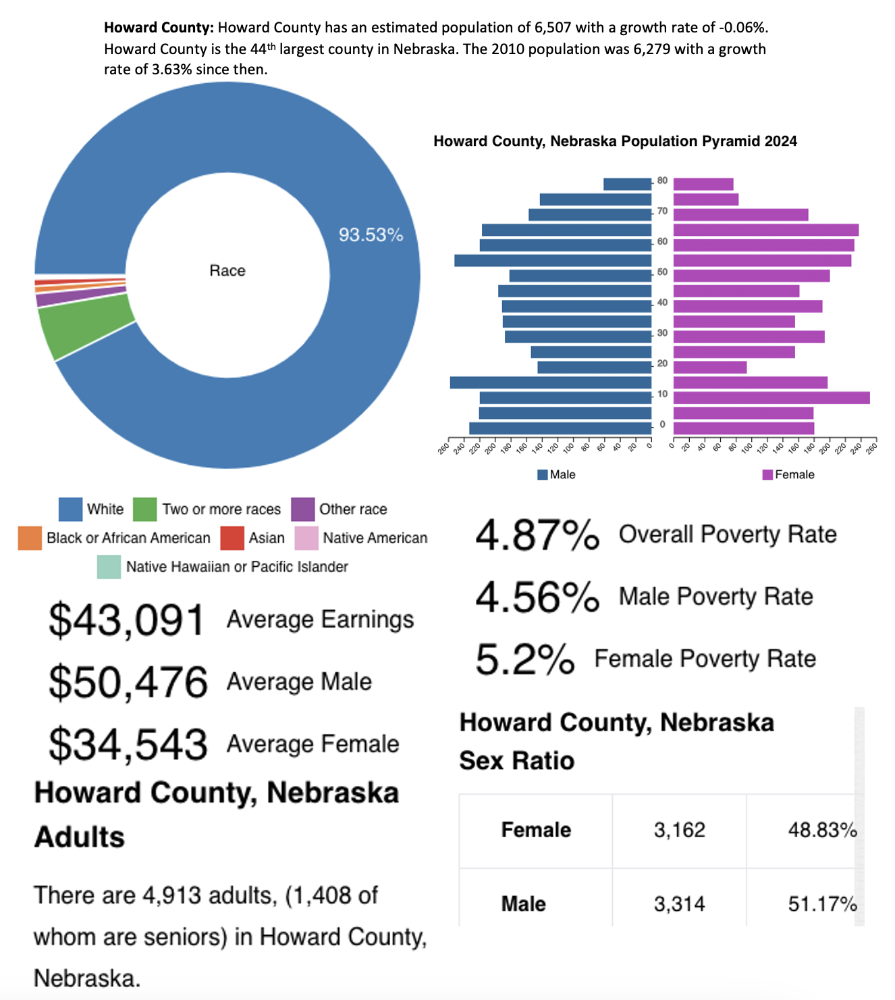 Howard County: Howard County has an estimated population of 6,507 with a growth rate of -0.06%.
Howard County is the 44th largest county in Nebraska. The 2010 population was 6,279 with a growth
rate of 3.63% since then.
93.53%
Race
White Two or more races Other race
Black or African American Asian Native American
Native Hawaiian or Pacific Islander
Howard County, Nebraska Population Pyramid 2024
80
70
60
50
40
30
20
10
0
260 240 220 200 180 160 140 120 100 80 60 40 20 0 0 20 40 60 80 100 120 140 160 180 200 220 240 260
Male Female
$43,091 Average Earnings
$50,476 Average Male
$34,543 Average Female
4.87% Overall Poverty Rate
4.56% Male Poverty Rate
5.2% Female Poverty Rate
Howard County, Nebraska
Adults
There are 4,913 adults, (1,408 of
whom are seniors) in Howard County,
Nebraska.
Howard County, Nebraska
Sex Ratio
Female 3,162 48.83%
Male 3,314 51.17%